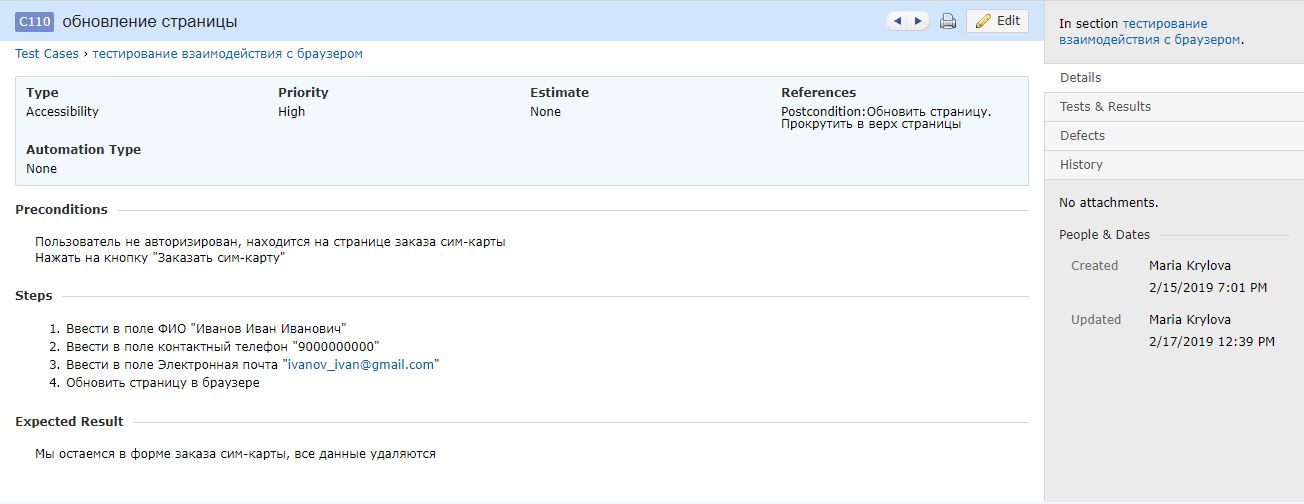 C110 обновление страницы
Edit
Test Cases › тестирование взаимодействия с браузером
Type
Priority
Estimate
References
Accessibility
High
None
Postcondition:Обновить страницу.
Прокрутить в верх страницы
Automation Type
None
Preconditions
Пользователь не авторизирован, находится на странице заказа сим-карты
Нажать на кнопку "Заказать сим-карту"
Steps
1. Ввести в поле ФИО "Иванов Иван Иванович"
2. Ввести в поле контактный телефон "9000000000"
3. Ввести в поле Электронная почта "ivanov_ivan@gmail.com"
4. Обновить страницу в браузере
Expected Result
Мы остаемся в форме заказа сим-карты, все данные удаляются
In section тестирование
взаимодействия с браузером.
Details
Tests & Results
Defects
History
No attachments.
People & Dates
Created
Maria Krylova
2/15/2019 7:01 PM
Updated
Maria Krylova
2/17/2019 12:39 PM